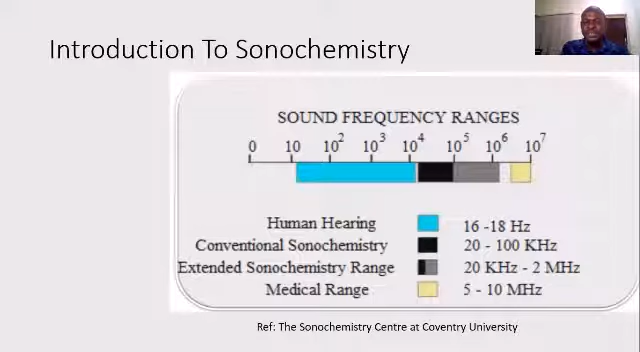 Introduction To Sonochemistry
SOUND FREQUENCY RANGES
0 10 10² 10³ 10⁴ 10⁵ 10⁶ 10⁷
Human Hearing 16 -18 Hz
Conventional Sonochemistry 20 - 100 KHz
Extended Sonochemistry Range 20 KHz - 2 MHz
Medical Range 5 - 10 MHz
Ref: The Sonochemistry Centre at Coventry University